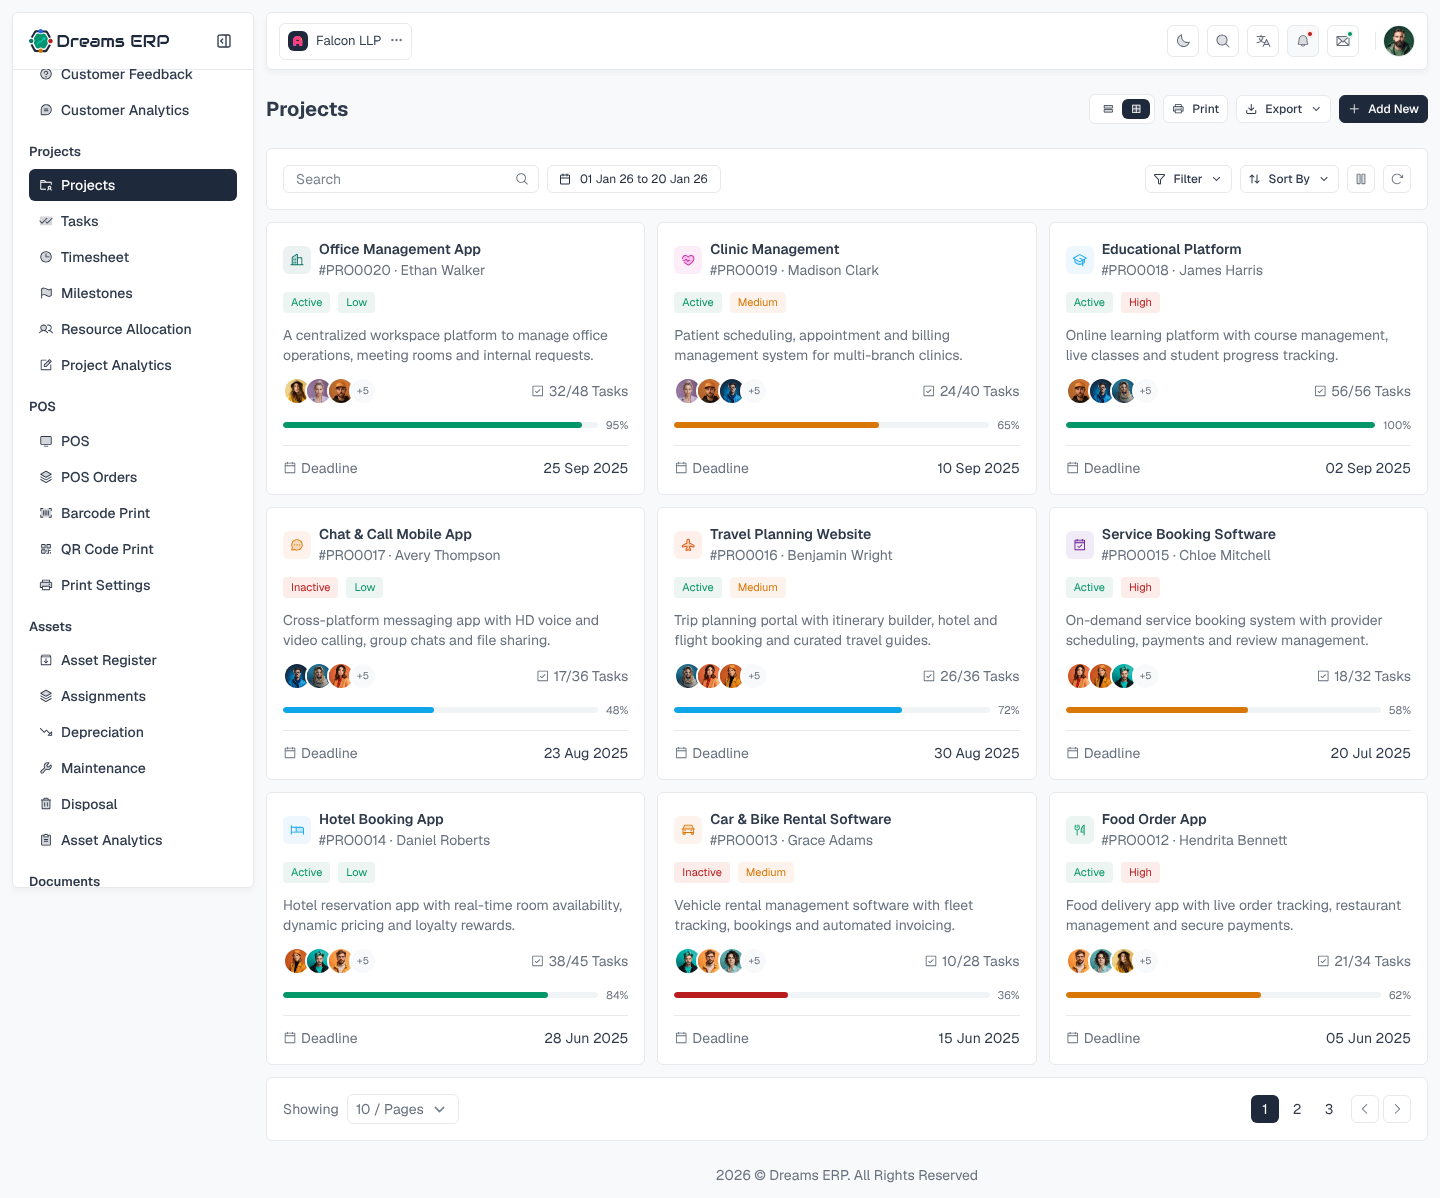 Dreams ERP
Customer Feedback
Customer Analytics
Projects
Projects
Tasks
Timesheet
Milestones
Resource Allocation
Project Analytics
POS
POS
POS Orders
Barcode Print
QR Code Print
Print Settings
Assets
Asset Register
Assignments
Depreciation
Maintenance
Disposal
Asset Analytics
Documents
Falcon LLP ···
Projects
Print
Export
Add New
Search
01 Jan 26 to 20 Jan 26
Filter
Sort By
Office Management App
#PRO0020 · Ethan Walker
Active Low
A centralized workspace platform to manage office
operations, meeting rooms and internal requests.
+5 32/48 Tasks
95%
Deadline 25 Sep 2025
Clinic Management
#PRO0019 · Madison Clark
Active Medium
Patient scheduling, appointment and billing
management system for multi-branch clinics.
+5 24/40 Tasks
65%
Deadline 10 Sep 2025
Educational Platform
#PRO0018 · James Harris
Active High
Online learning platform with course management,
live classes and student progress tracking.
+5 56/56 Tasks
100%
Deadline 02 Sep 2025
Chat & Call Mobile App
#PRO0017 · Avery Thompson
Inactive Low
Cross-platform messaging app with HD voice and
video calling, group chats and file sharing.
+5 17/36 Tasks
48%
Deadline 23 Aug 2025
Travel Planning Website
#PRO0016 · Benjamin Wright
Active Medium
Trip planning portal with itinerary builder, hotel and
flight booking and curated travel guides.
+5 26/36 Tasks
72%
Deadline 30 Aug 2025
Service Booking Software
#PRO0015 · Chloe Mitchell
Active High
On-demand service booking system with provider
scheduling, payments and review management.
+5 18/32 Tasks
58%
Deadline 20 Jul 2025
Hotel Booking App
#PRO0014 · Daniel Roberts
Active Low
Hotel reservation app with real-time room availability,
dynamic pricing and loyalty rewards.
+5 38/45 Tasks
84%
Deadline 28 Jun 2025
Car & Bike Rental Software
#PRO0013 · Grace Adams
Inactive Medium
Vehicle rental management software with fleet
tracking, bookings and automated invoicing.
+5 10/28 Tasks
36%
Deadline 15 Jun 2025
Food Order App
#PRO0012 · Hendrita Bennett
Active High
Food delivery app with live order tracking, restaurant
management and secure payments.
+5 21/34 Tasks
62%
Deadline 05 Jun 2025
Showing 10 / Pages
1 2 3
2026 © Dreams ERP. All Rights Reserved